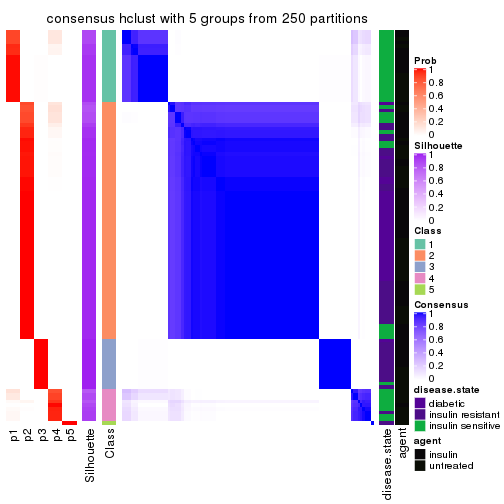 consensus hclust with 5 groups from 250 partitions
Prob
1
0.8
0.6
0.4
0.2
0
Silhouette
1
0.8
0.6
0.4
0.2
0
Class
1
2
3
4
5
Consensus
1
0.8
0.6
0.4
0.2
0
disease.state
diabetic
insulin resistant
insulin sensitive
agent
insulin
untreated
p1
p2
p3
p4
p5
Silhouette
Class
disease.state
agent